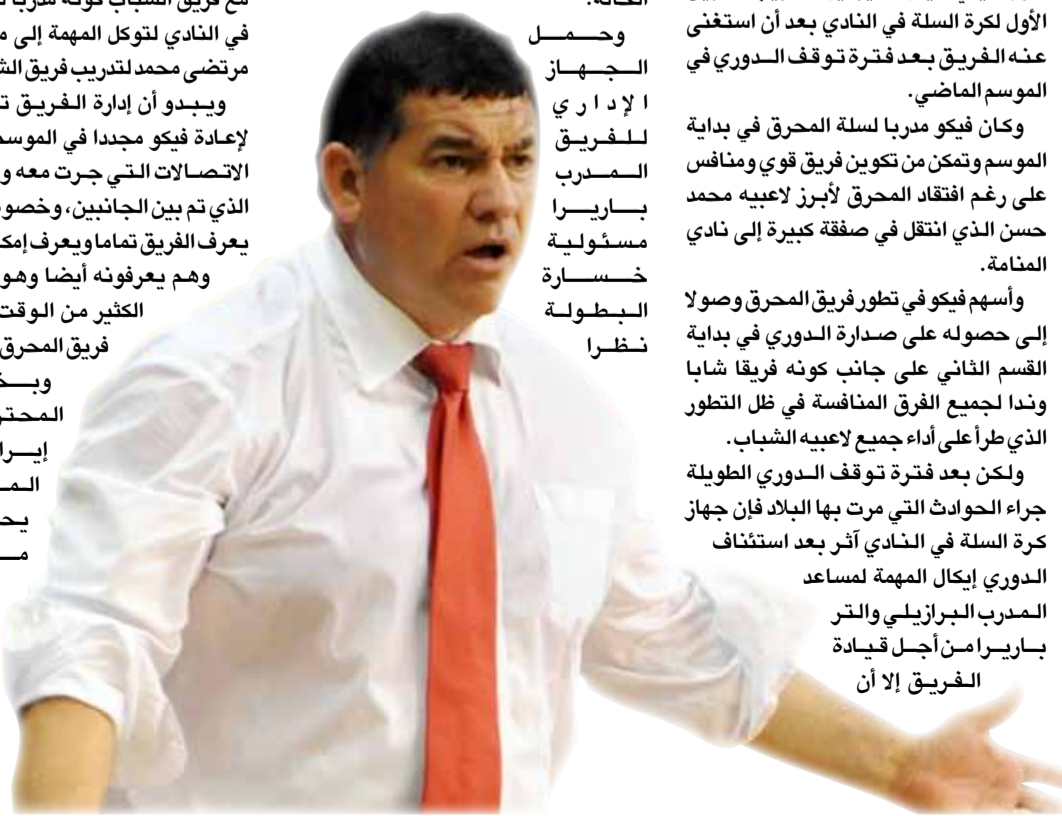 الأول لكرة السلة في النادي بعد أن استغنى
عنه الفريق بعد فترة توقف الدوري في
الموسم الماضي.
وكان فيكو مدربا لسلة المحرق في بداية
الموسم وتمكن من تكوين فريق قوي ومنافس
على رغم افتقاد المحرق لأبرز لاعبيه محمد
حسن الذي انتقل في صفقة كبيرة إلى نادي
المنامة.
وأسهم فيكو في تطور فريق المحرق وصولا
إلى حصوله على صدارة الدوري في بداية
القسم الثاني على جانب كونه فريقا شابا
وندا لجميع الفرق المنافسة في ظل التطور
الذي طرأ على أداء جميع لاعبيه الشباب.
ولكن بعد فترة توقف الدوري الطويلة
جراء الحوادث التي مرت بها البلاد فإن جهاز
كرة السلة في النادي آثر بعد استئناف
الدوري إيكال المهمة لمساعد
المدرب البرازيلي والتر
باريرا من أجل قيادة
الفريق إلا أن
وحمل
الجهاز
الإداري
للفريق
المدرب
باريرا
مسئولية
خسارة
البطولة
نظرا
في النادي لتوكل المهمة إلى
مرتضى محمد لتدريب فريق
ويبدو أن إدارة الفريق
لإعادة فيكو مجددا في
الاتصالات التي جرت معه
الذي تم بين الجانبين،
يعرف الفريق تماما ويعرف
وهم يعرفونه أيضا وهو
الكثير من الوقت
فريق المحرق